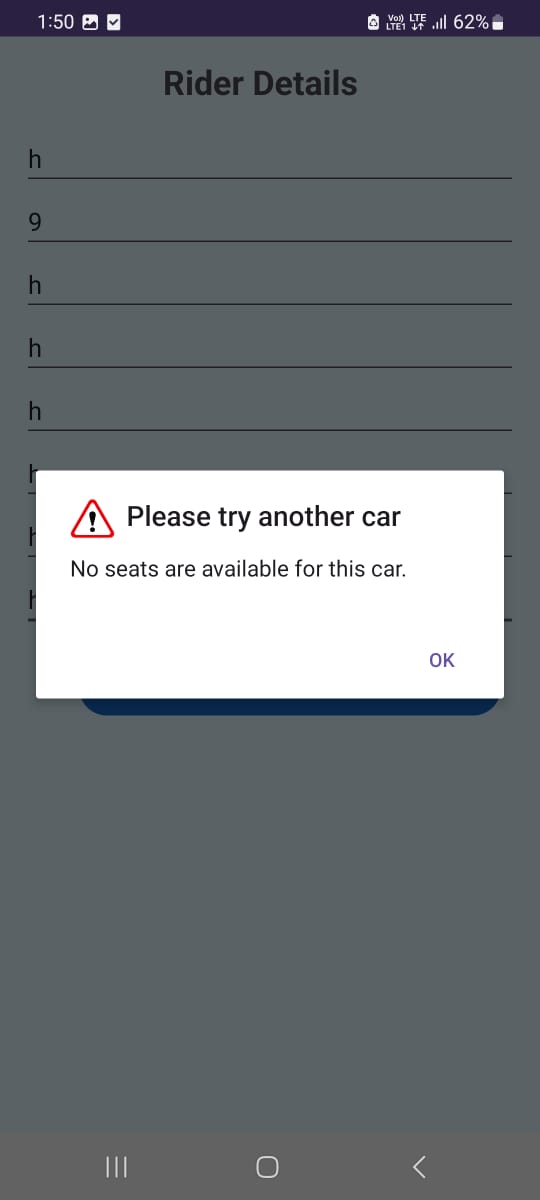 1:50 Vo)) LTE LTE1 62%
Rider Details
h
9
h
h
h
h
h
h
Please try another car
No seats are available for this car.
OK